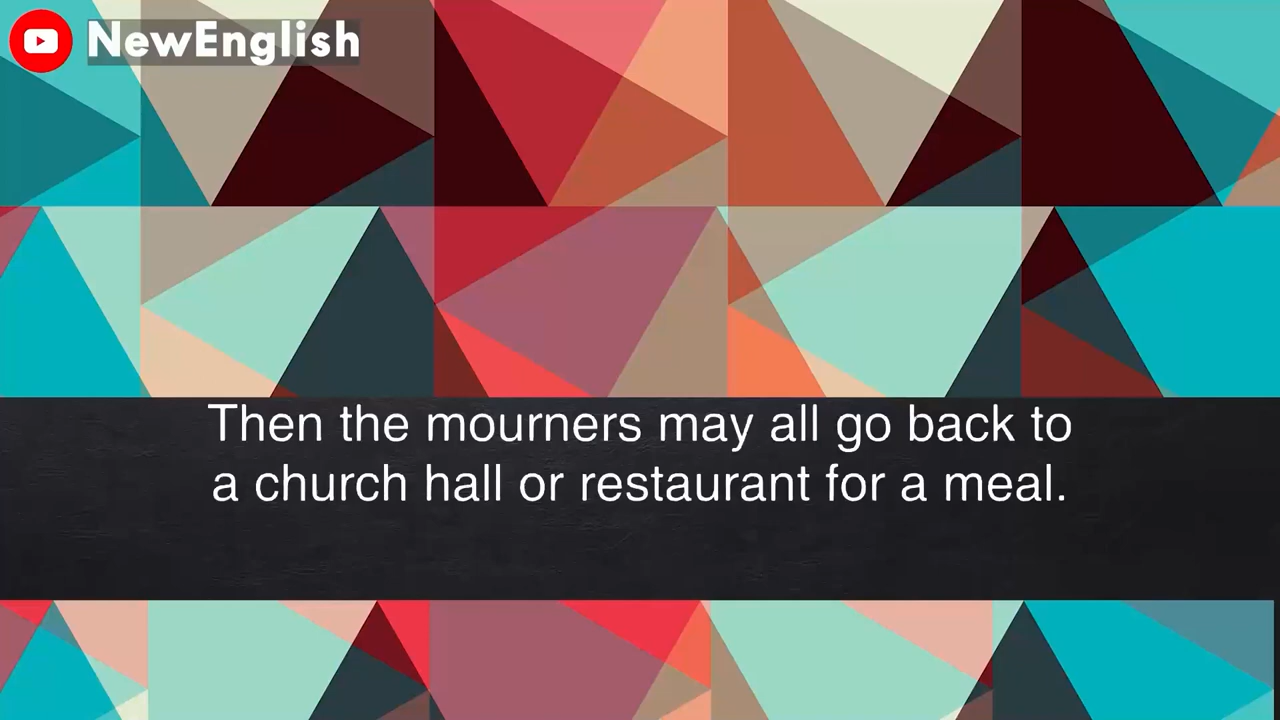 NewEnglish
Then the mourners may all go back to
a church hall or restaurant for a meal.